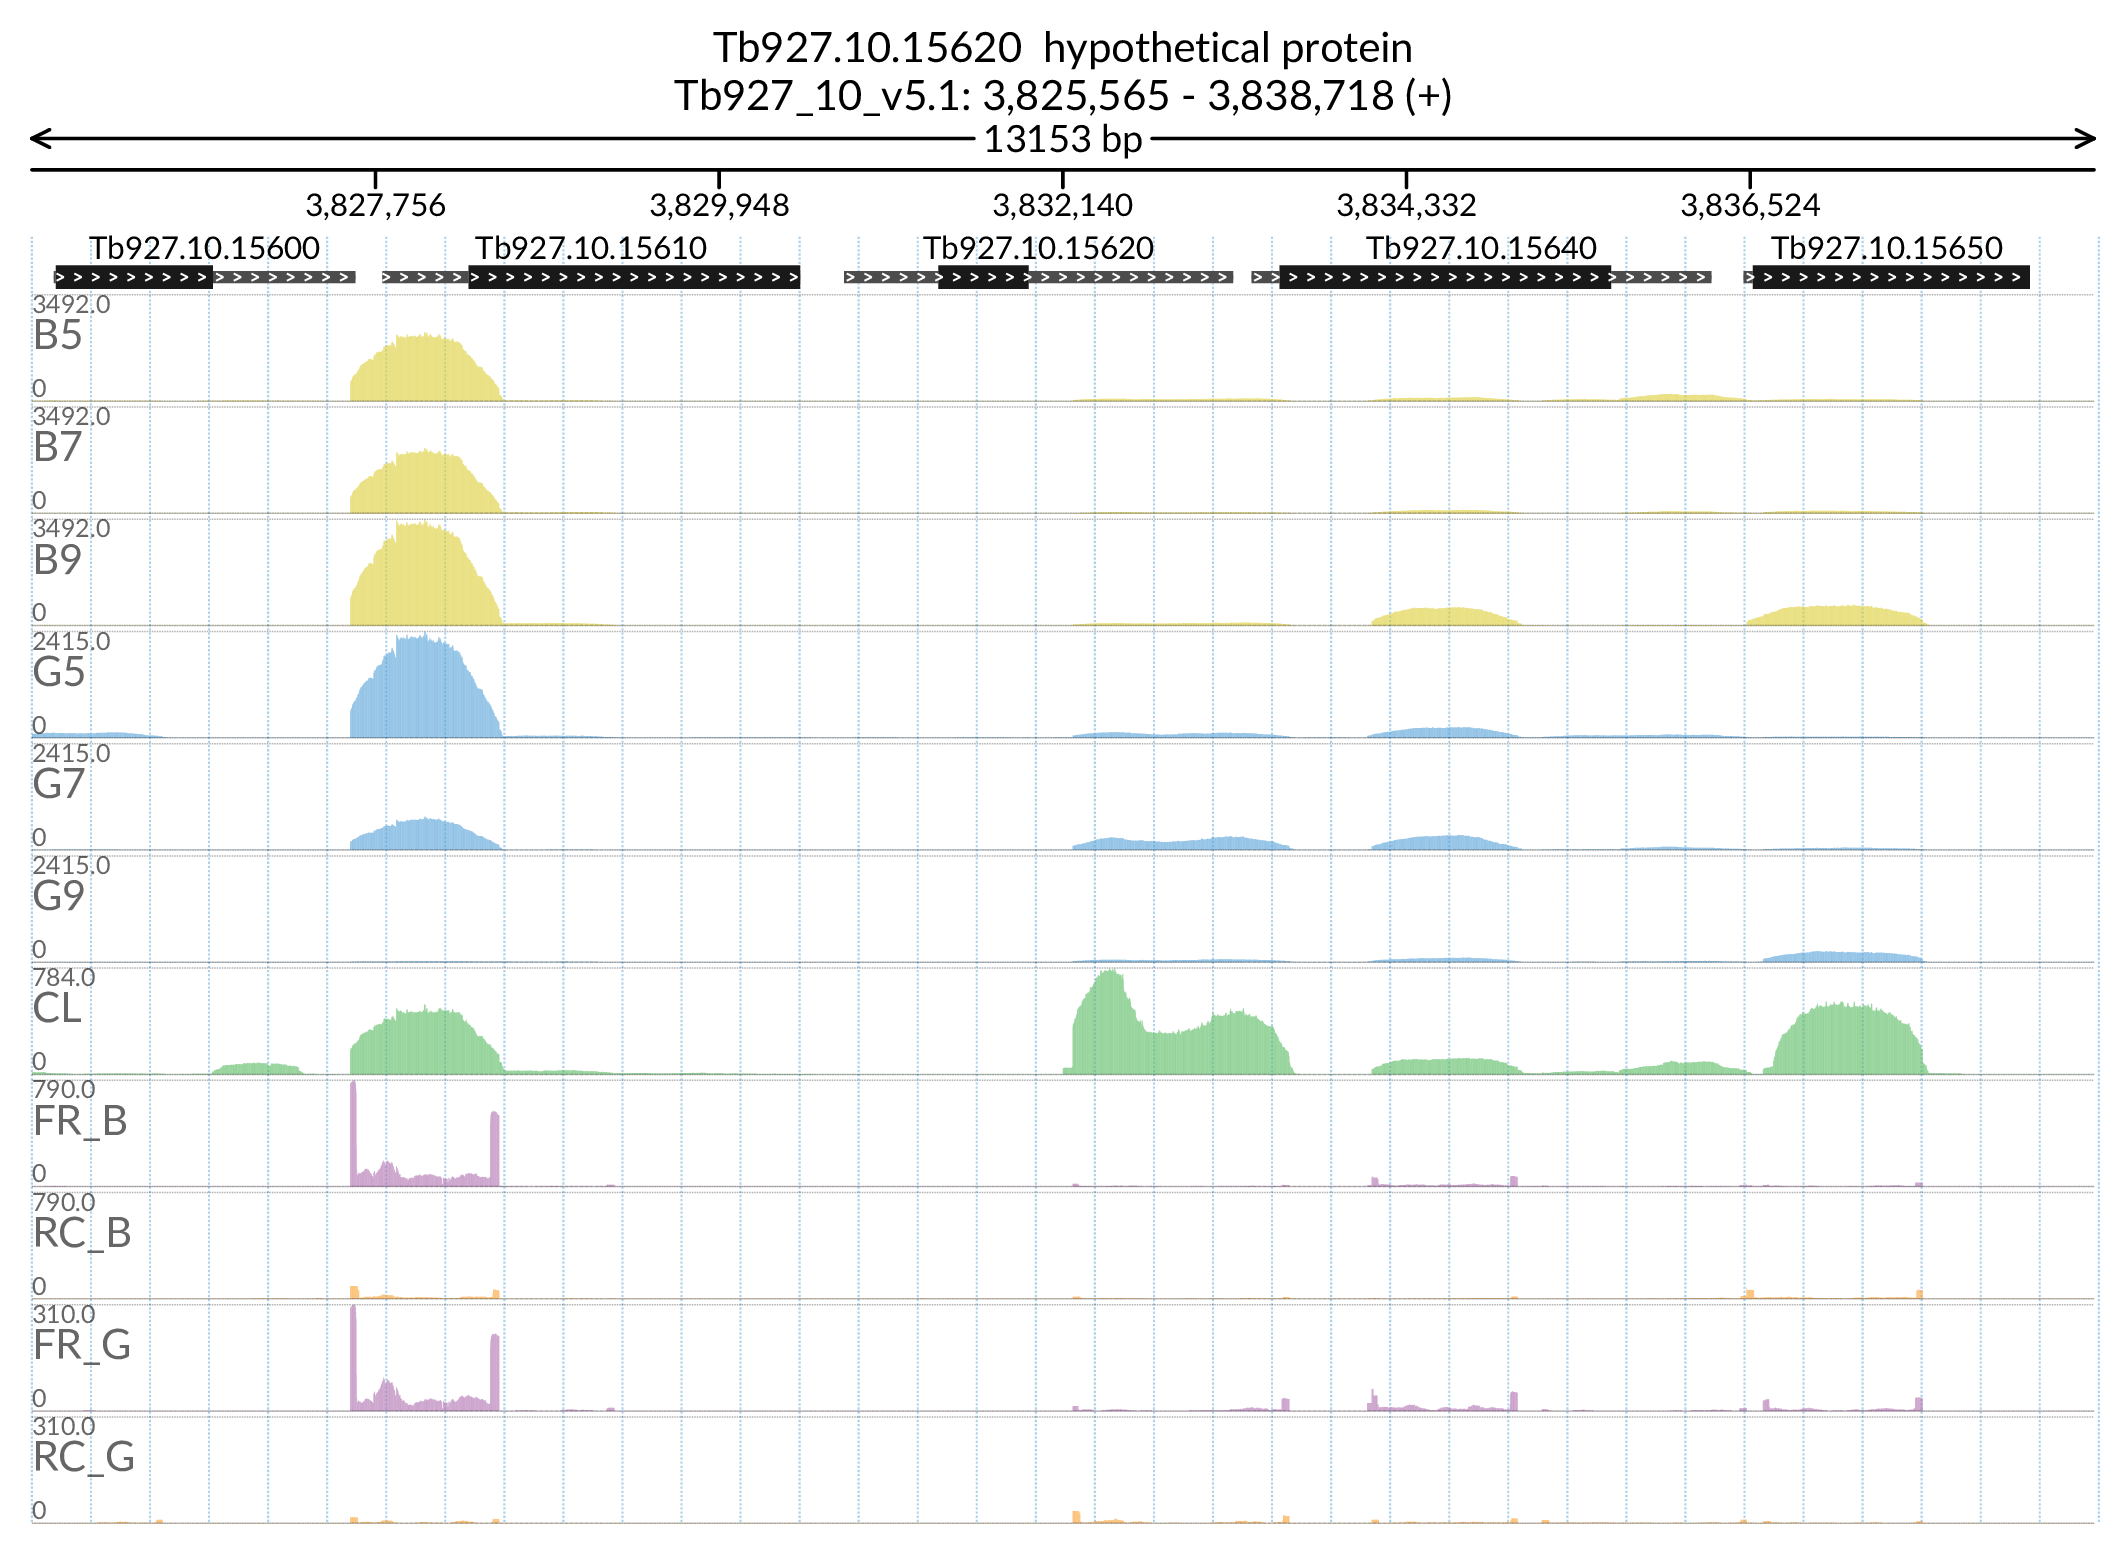 Tb927.10.15620  hypothetical protein
Tb927_10_v5.1: 3,825,565 - 3,838,718 (+)
13153 bp
3,827,756 3,829,948 3,832,140 3,834,332 3,836,524
Tb927.10.15600 Tb927.10.15610 Tb927.10.15620 Tb927.10.15640 Tb927.10.15650
3492.0
B5
0
3492.0
B7
0
3492.0
B9
0
2415.0
G5
0
2415.0
G7
0
2415.0
G9
0
784.0
CL
0
790.0
FR_B
0
790.0
RC_B
0
310.0
FR_G
0
310.0
RC_G
0